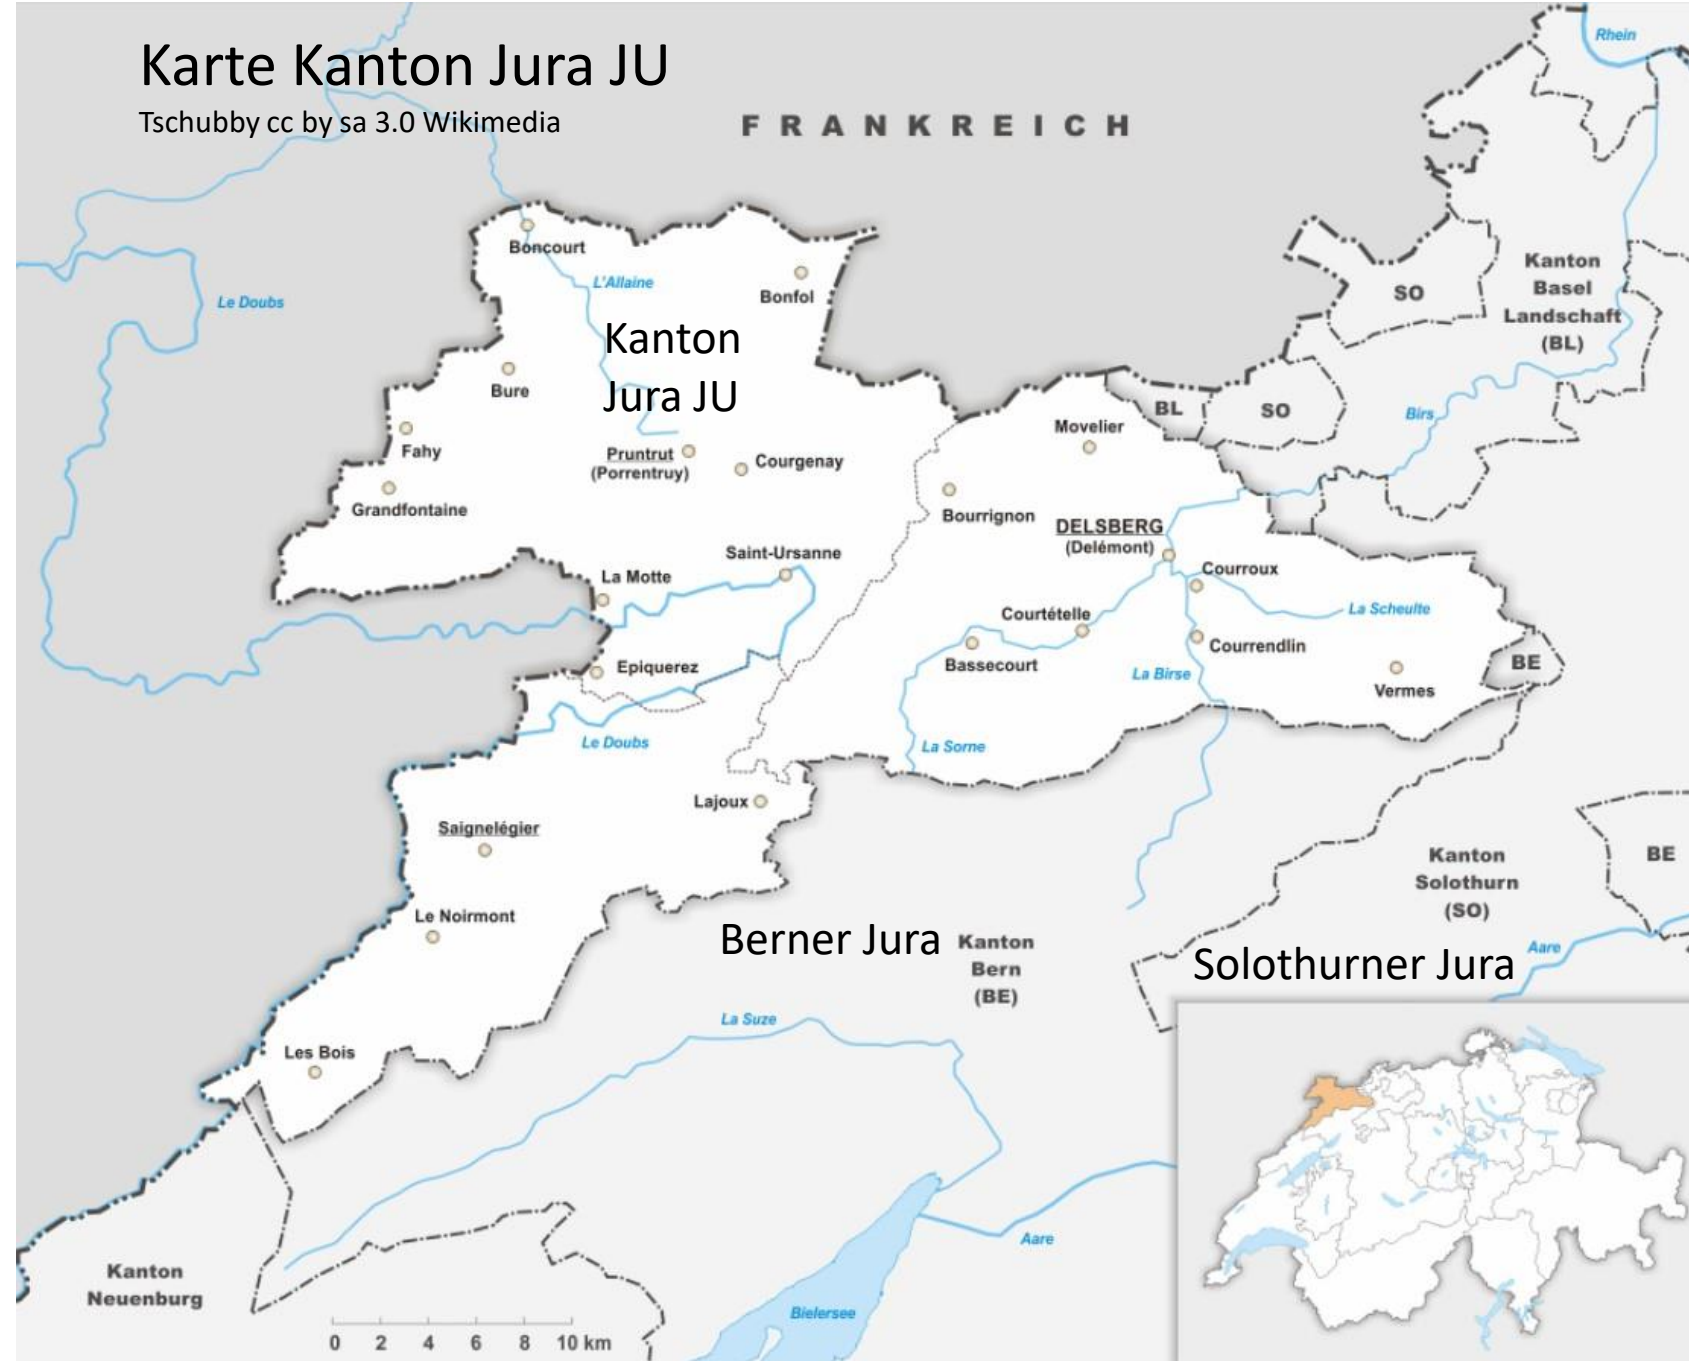 Karte Kanton Jura JU
Tschubby cc by sa 3.0 Wikimedia
FRANKREICH
Rhein
Boncourt
L'Allaine
Bonfol
Le Doubs
Kanton
Jura JU
Bure
Fahy
Grandfontaine
Pruntrut
(Porrentruy)
Courgenay
Kanton
Basel
Landschaft
(BL)
SO
BL
SO
Birs
Movelier
Bourrignon
DELSBERG
(Delémont)
Saint-Ursanne
La Motte
Courroux
La Scheulte
Courtételle
Courrendlin
Bassecourt
La Birse
Vermes
BE
Epiquerez
Le Doubs
La Sorne
Lajoux
Saignelégier
Le Noirmont
Les Bois
Berner Jura
Kanton
Bern
(BE)
Kanton
Solothurn
(SO)
BE
Solothurner Jura
Aare
La Suze
Aare
Bielersee
Kanton
Neuenburg
0 2 4 6 8 10 km